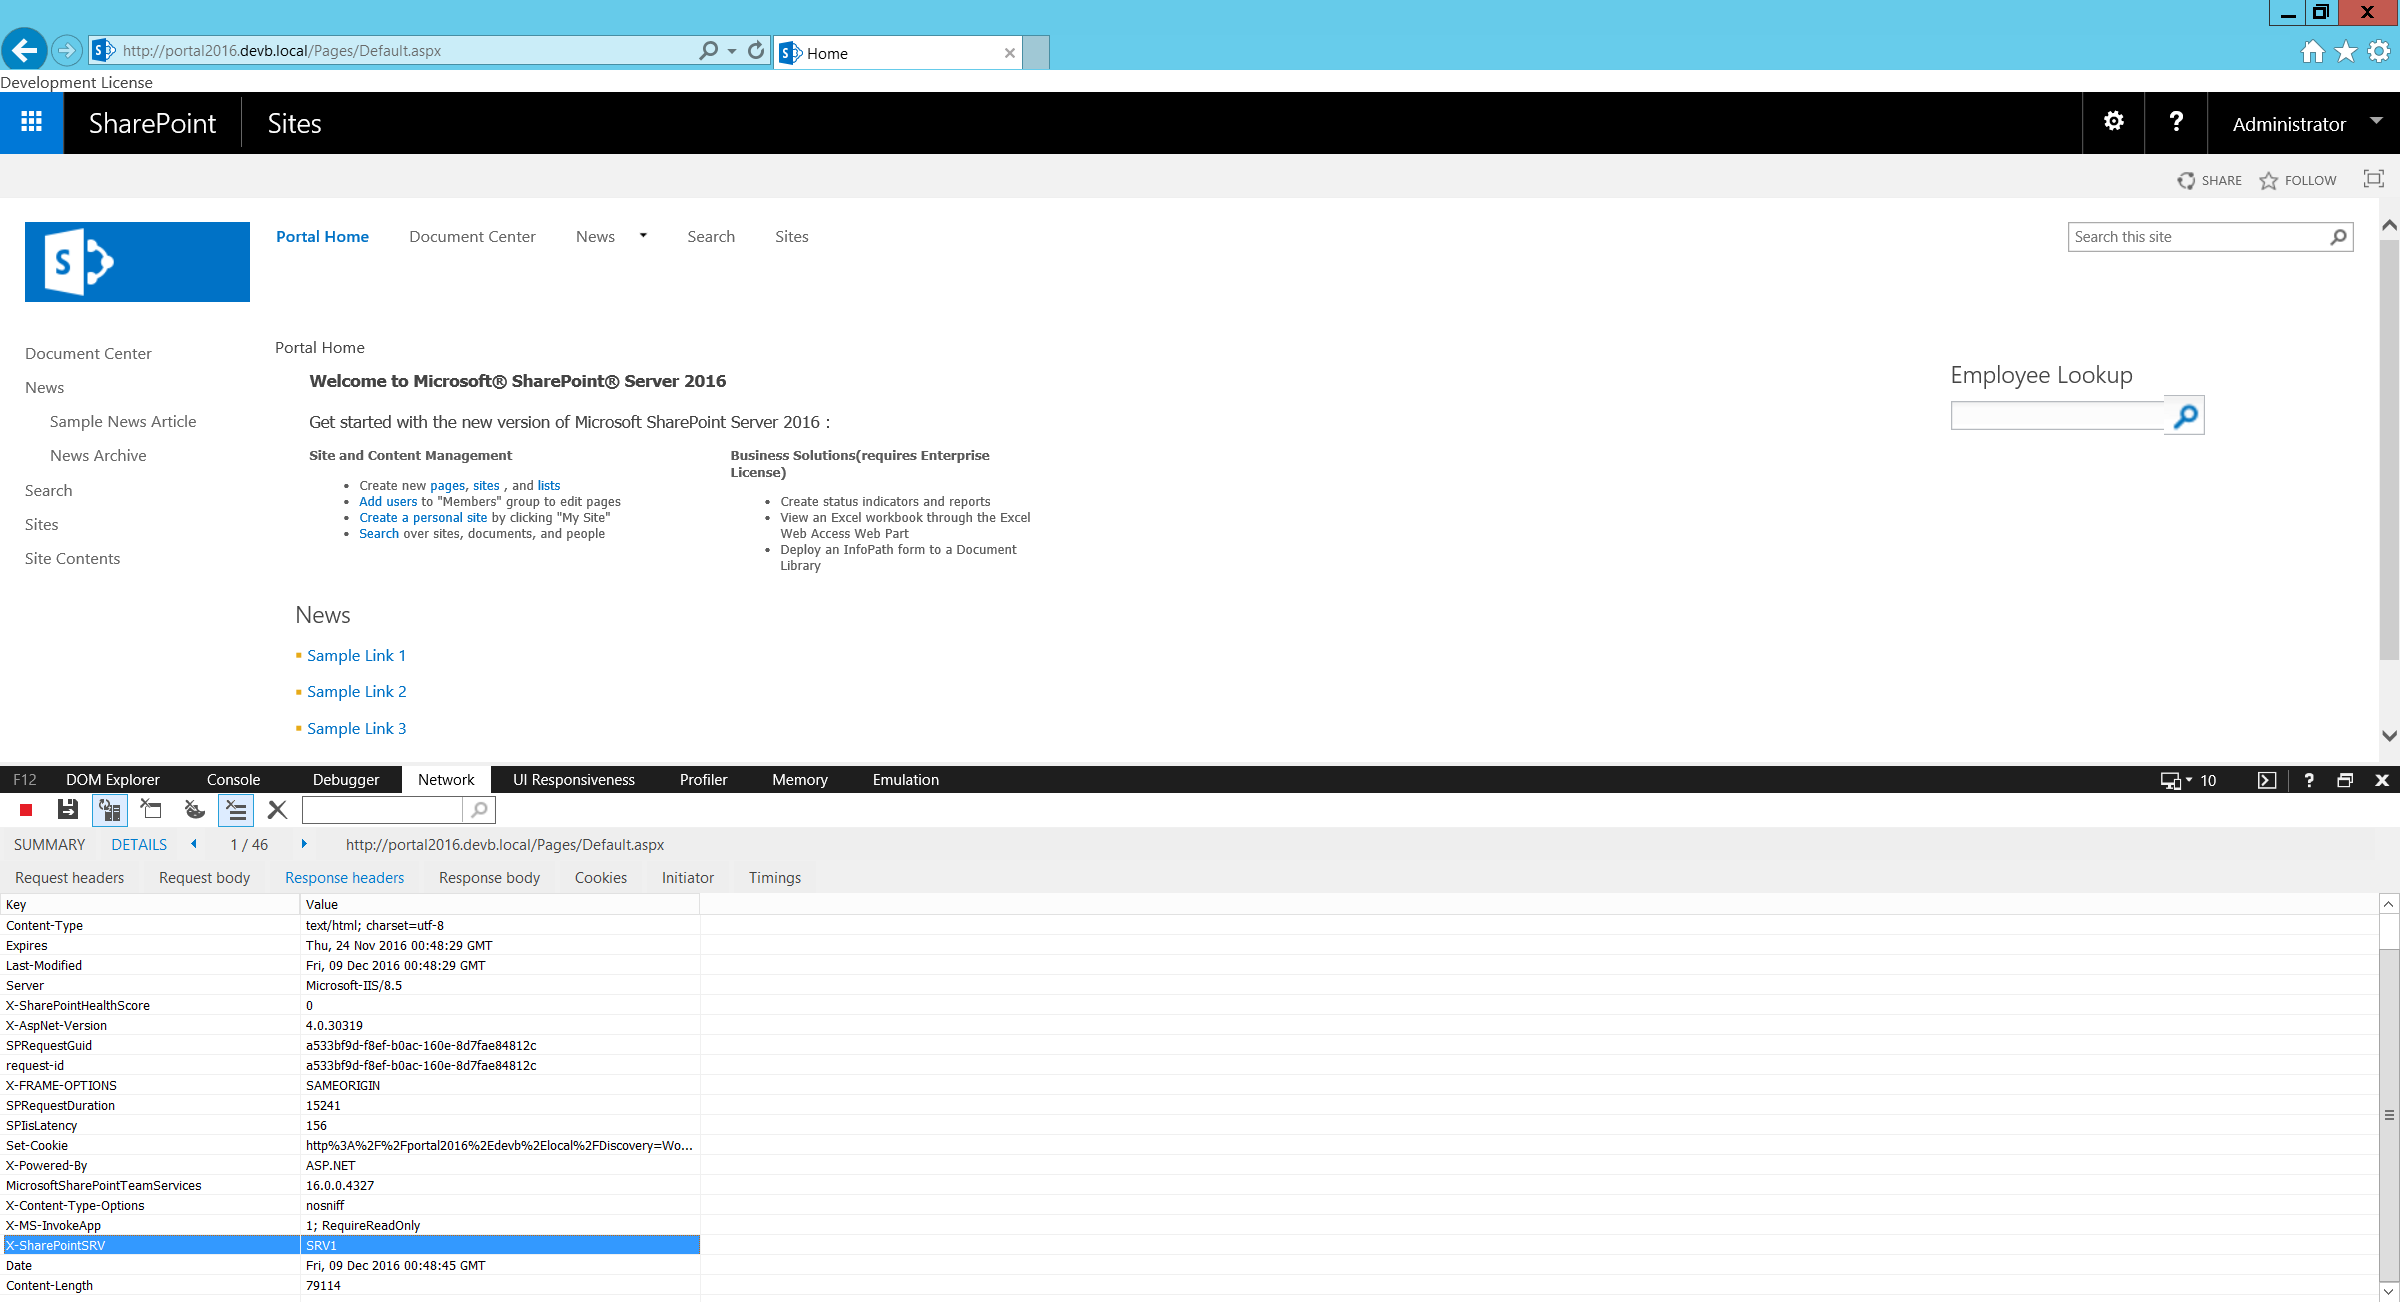 http://portal2016.devb.local/Pages/Default.aspx
Home
Development License
SharePoint
Sites
?
Administrator
SHARE
FOLLOW
S
Portal Home
Document Center
News
Search
Sites
Search this site
Document Center
News
Sample News Article
News Archive
Search
Sites
Site Contents
Portal Home
Welcome to Microsoft® SharePoint® Server 2016
Get started with the new version of Microsoft SharePoint Server 2016 :
Site and Content Management
Create new pages, sites , and lists
Add users to "Members" group to edit pages
Create a personal site by clicking "My Site"
Search over sites, documents, and people
Business Solutions(requires Enterprise
License)
Create status indicators and reports
View an Excel workbook through the Excel
Web Access Web Part
Deploy an InfoPath form to a Document
Library
Employee Lookup
News
Sample Link 1
Sample Link 2
Sample Link 3
F12
DOM Explorer
Console
Debugger
Network
UI Responsiveness
Profiler
Memory
Emulation
10
?
SUMMARY
DETAILS
1 / 46
http://portal2016.devb.local/Pages/Default.aspx
Request headers
Request body
Response headers
Response body
Cookies
Initiator
Timings
Key Value
Content-Type text/html; charset=utf-8
Expires Thu, 24 Nov 2016 00:48:29 GMT
Last-Modified Fri, 09 Dec 2016 00:48:29 GMT
Server Microsoft-IIS/8.5
X-SharePointHealthScore 0
X-AspNet-Version 4.0.30319
SPRequestGuid a533bf9d-f8ef-b0ac-160e-8d7fae84812c
request-id a533bf9d-f8ef-b0ac-160e-8d7fae84812c
X-FRAME-OPTIONS SAMEORIGIN
SPRequestDuration 15241
SPIisLatency 156
Set-Cookie http%3A%2F%2Fportal2016%2Edevb%2Elocal%2FDiscovery=Wo...
X-Powered-By ASP.NET
MicrosoftSharePointTeamServices 16.0.0.4327
X-Content-Type-Options nosniff
X-MS-InvokeApp 1; RequireReadOnly
X-SharePointSRV SRV1
Date Fri, 09 Dec 2016 00:48:45 GMT
Content-Length 79114